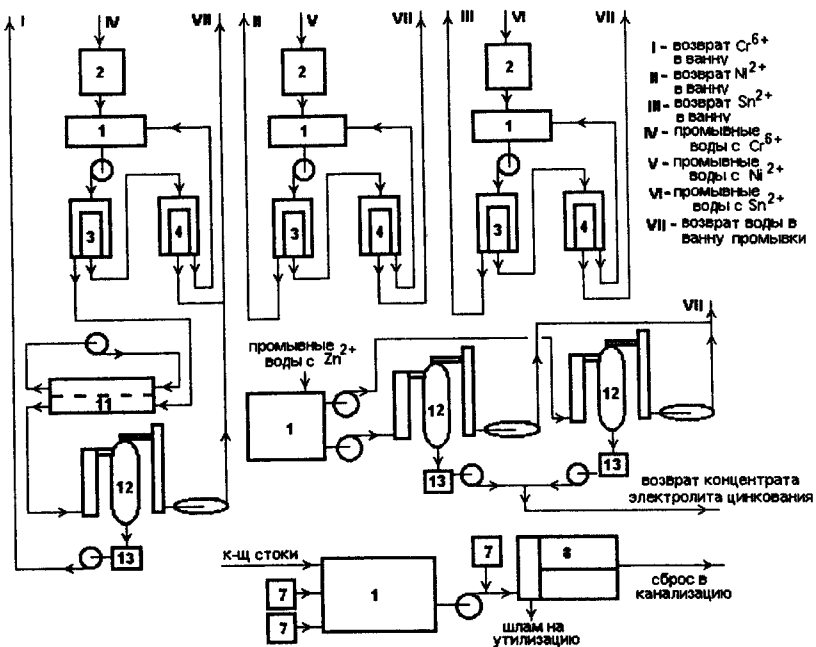 I
IV
VII
II
V
VII
III
VI
VII
2
2
2
1
1
1
3
4
3
4
3
4
I - возврат Cr6+
в ванну
II - возврат Ni2+
в ванну
III - возврат Sn2+
в ванну
IV - промывные
воды с Cr6+
V - промывные
воды с Ni2+
VI - промывные
воды с Sn2+
VII - возврат воды в
ванну промывки
VII
промывные
воды с Zn2+
11
12
13
1
12
13
12
13
возврат концентрата
электролита цинкования
к-щ стоки
7
7
1
7
8
сброс в
канализацию
шлам на
утилизацию